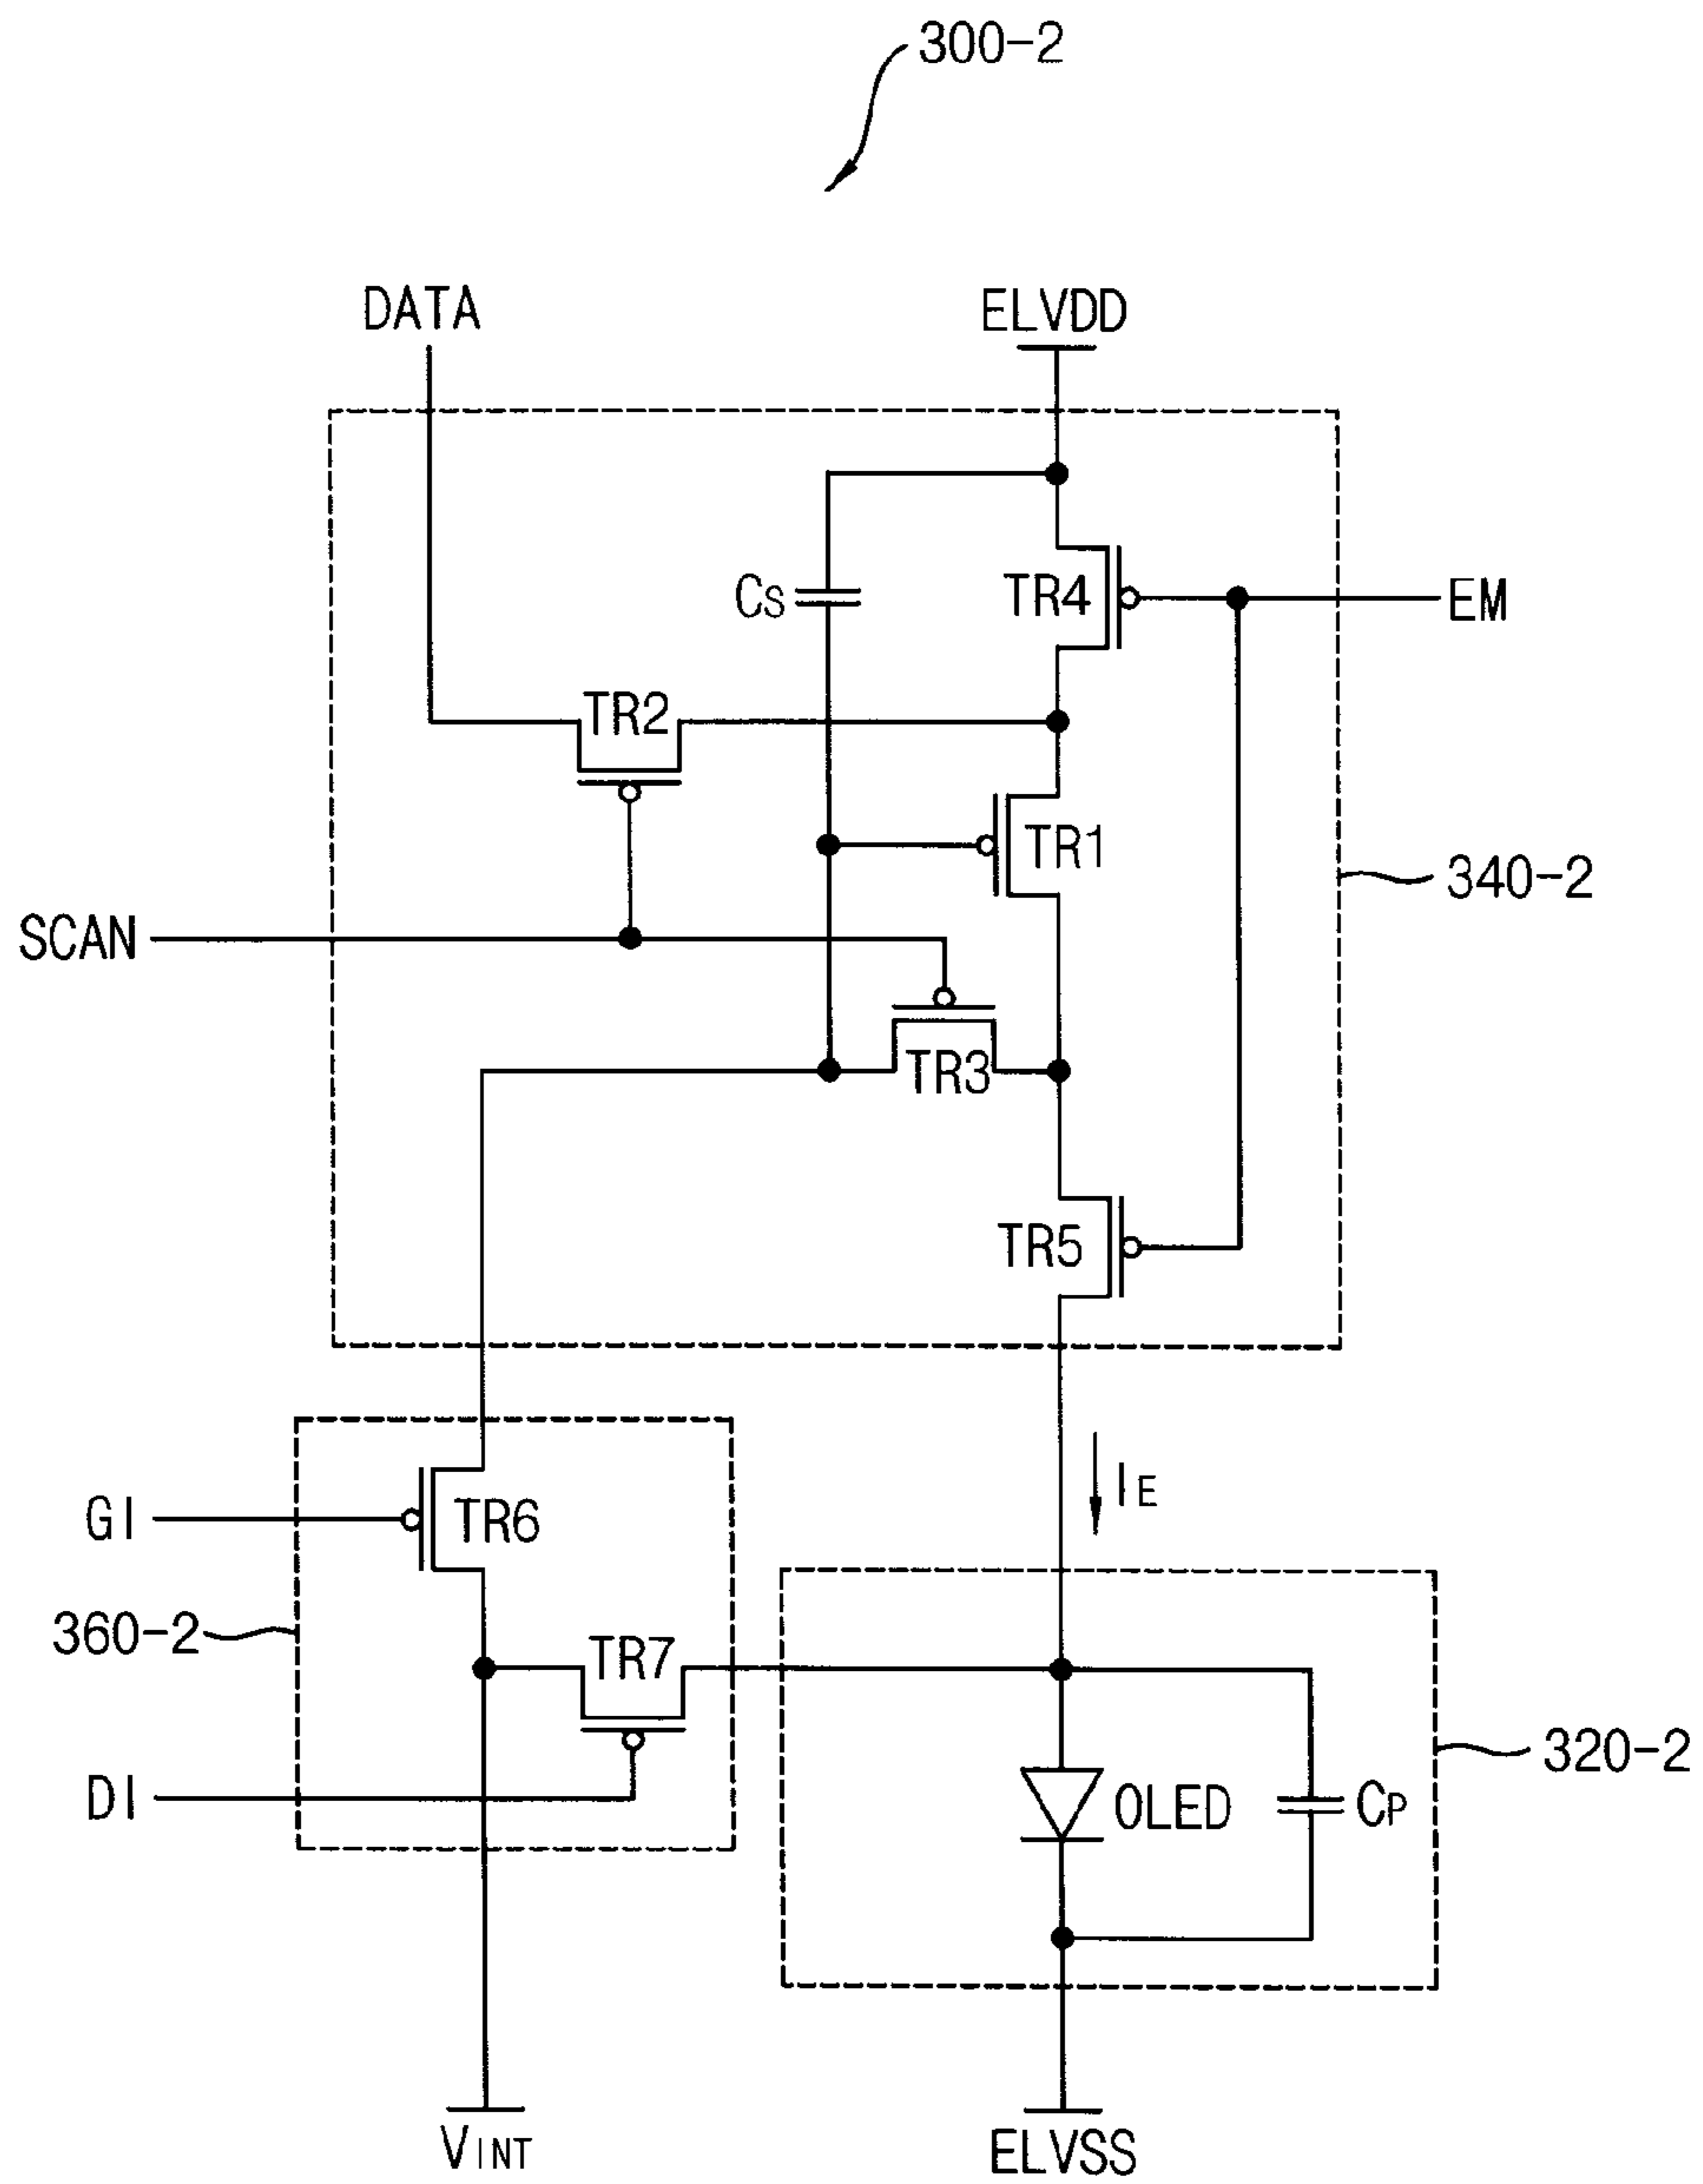 300-2
DATA
ELVDD
CS
TR4
EM
TR2
TR1
340-2
SCAN
TR3
TR5
IE
GI
TR6
360-2
TR7
320-2
DI
OLED
CP
VINT
ELVSS